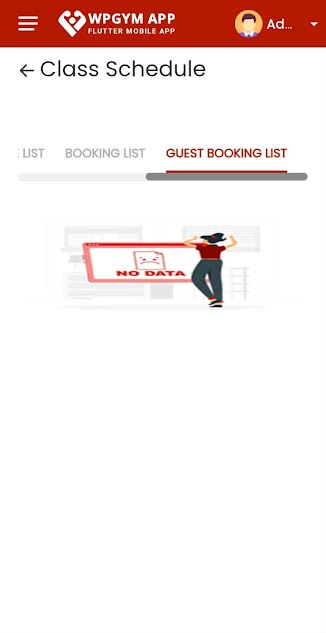 WPGYM APP
FLUTTER MOBILE APP
Ad...
Class Schedule
LIST
BOOKING LIST
GUEST BOOKING LIST
NO DATA